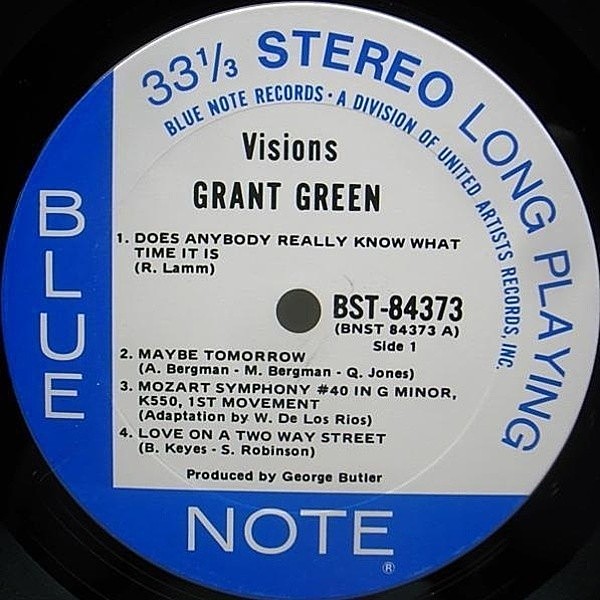 33⅓ STEREO LONG PLAYING
BLUE NOTE RECORDS · A DIVISION OF UNITED ARTISTS RECORDS, INC.
Visions
GRANT GREEN
1. DOES ANYBODY REALLY KNOW WHAT
TIME IT IS
(R. Lamm)
BST-84373
(BNST 84373 A)
Side 1
2. MAYBE TOMORROW
(A. Bergman - M. Bergman - Q. Jones)
3. MOZART SYMPHONY #40 IN G MINOR,
K550, 1ST MOVEMENT
(Adaptation by W. De Los Rios)
4. LOVE ON A TWO WAY STREET
(B. Keyes - S. Robinson)
Produced by George Butler
BLUE
NOTE
®